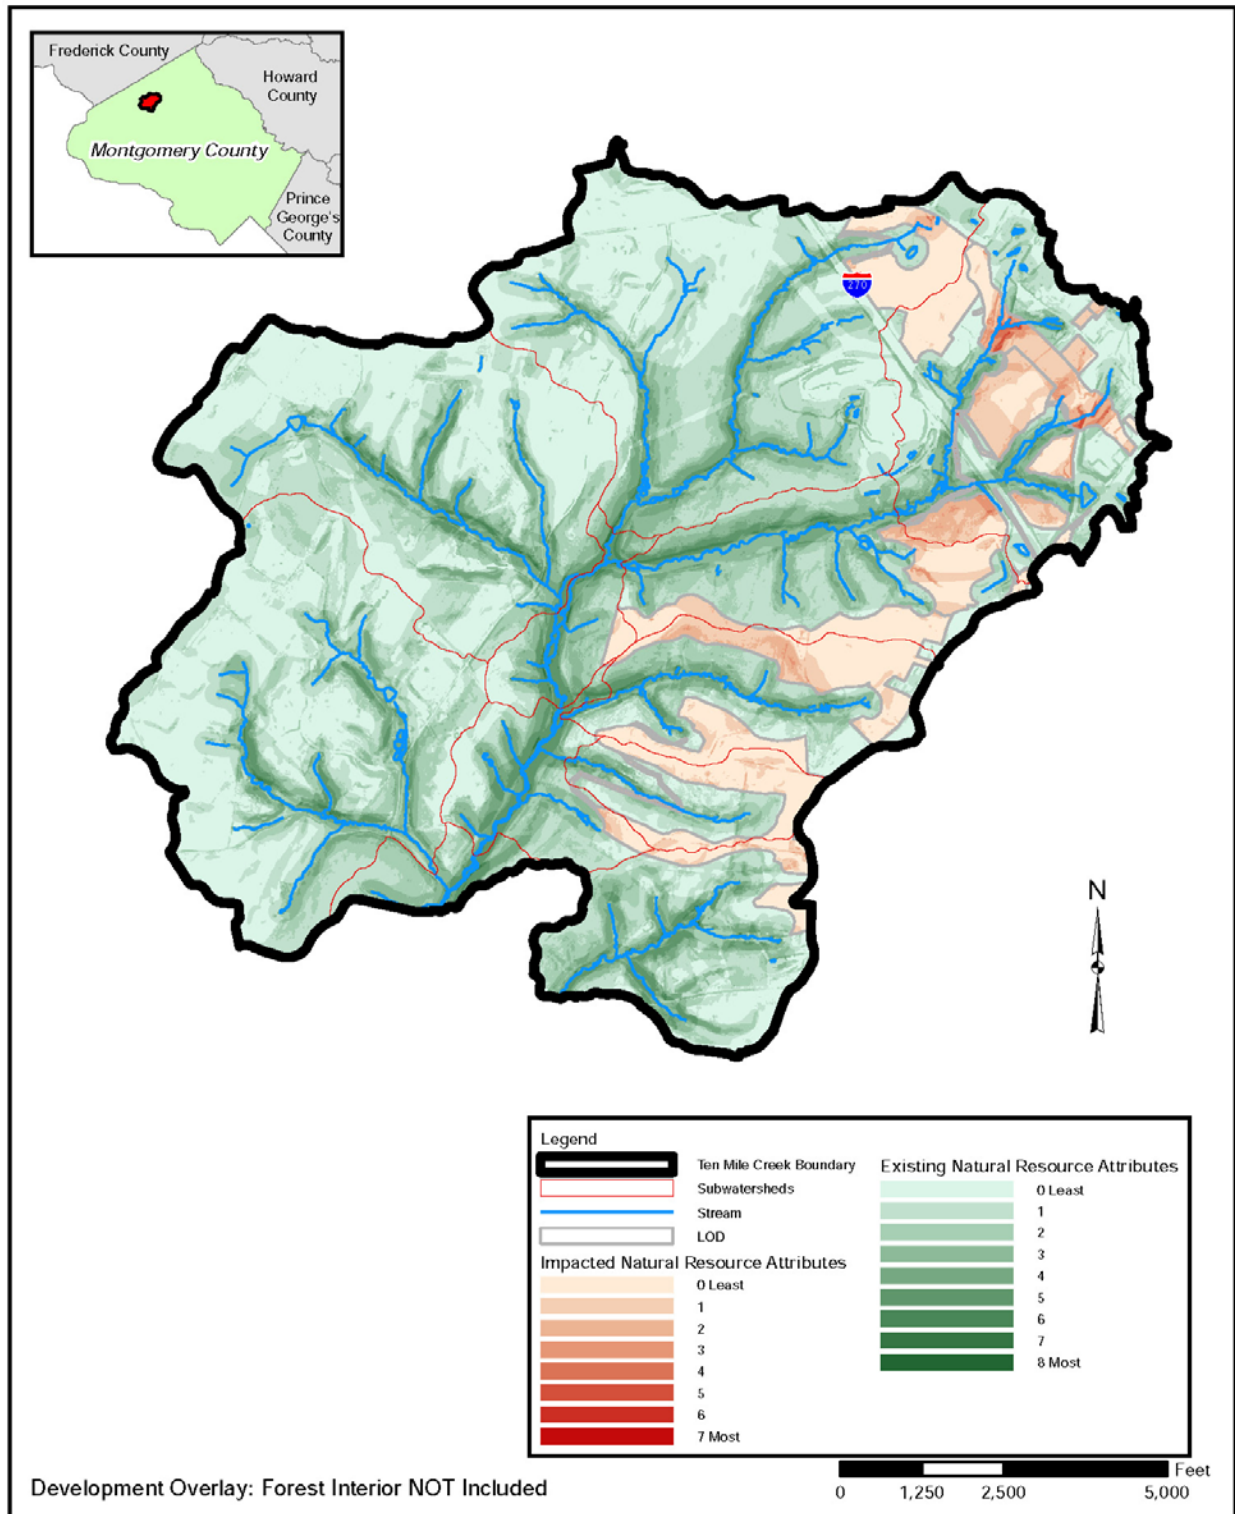 Frederick County
Howard
County
Montgomery County
Prince
George's
County
270
N
Legend
Ten Mile Creek Boundary
Subwatersheds
Stream
LOD
Impacted Natural Resource Attributes
0 Least
1
2
3
4
5
6
7 Most
Existing Natural Resource Attributes
0 Least
1
2
3
4
5
6
7
8 Most
Development Overlay: Forest Interior NOT Included
Feet
0 1,250 2,500 5,000